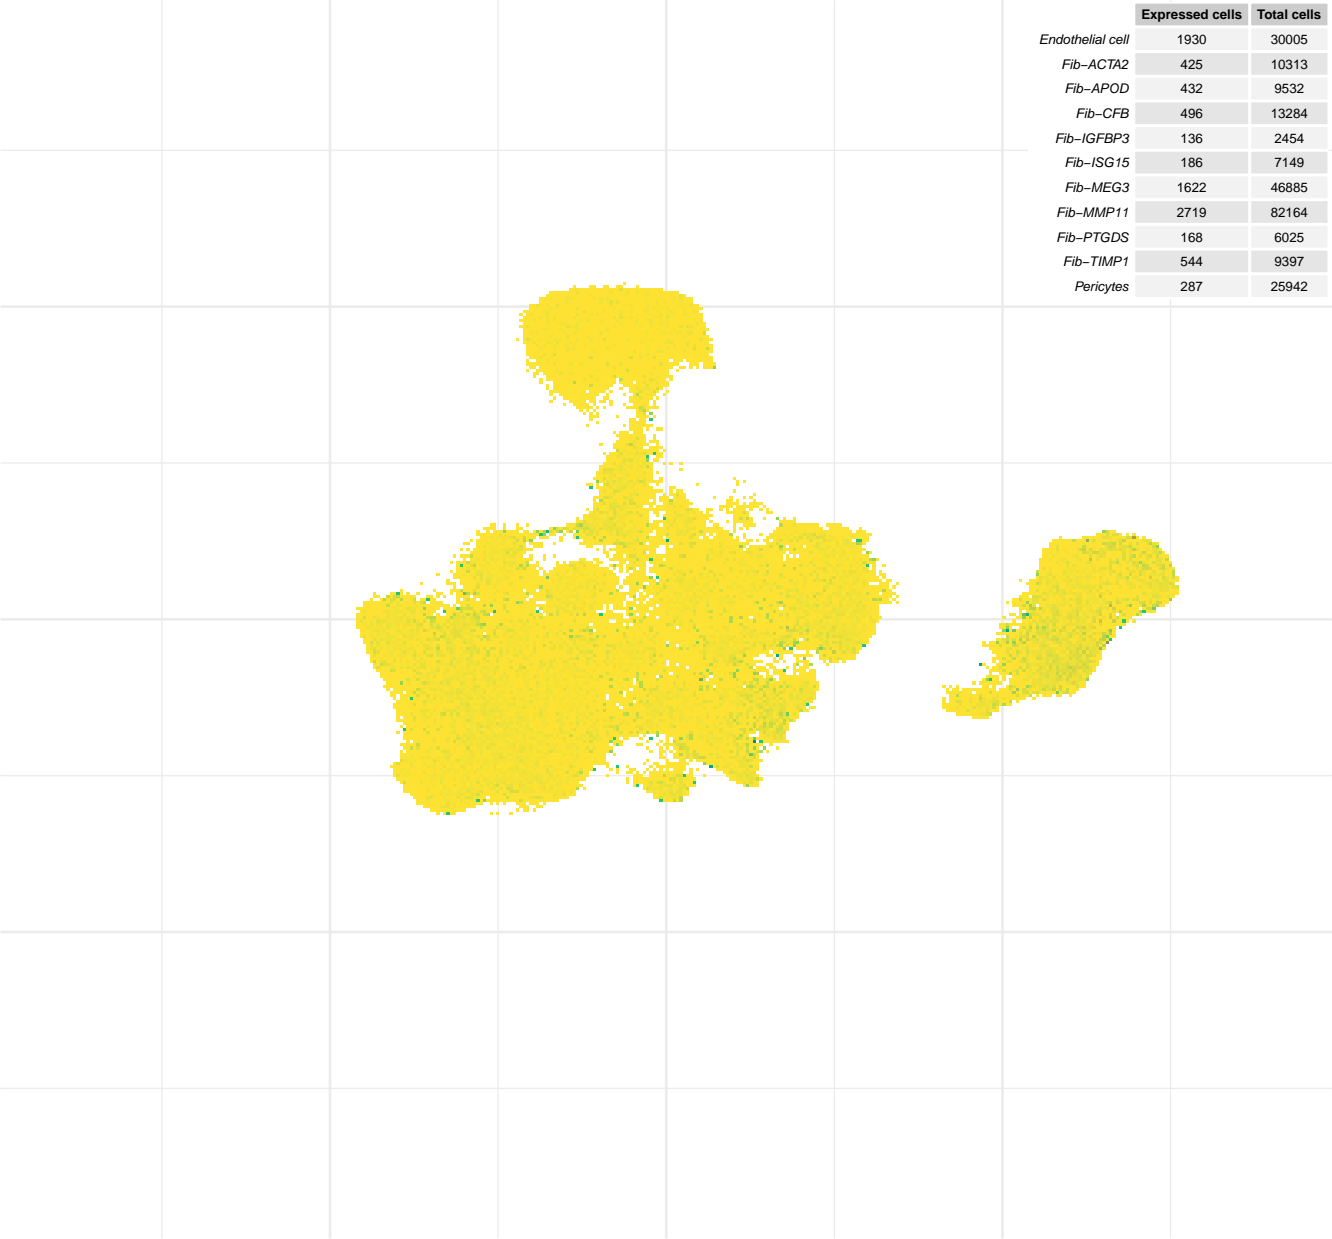 Expressed cells Total cells
Endothelial cell 1930 30005
Fib−ACTA2 425 10313
Fib−APOD 432 9532
Fib−CFB 496 13284
Fib−IGFBP3 136 2454
Fib−ISG15 186 7149
Fib−MEG3 1622 46885
Fib−MMP11 2719 82164
Fib−PTGDS 168 6025
Fib−TIMP1 544 9397
Pericytes 287 25942